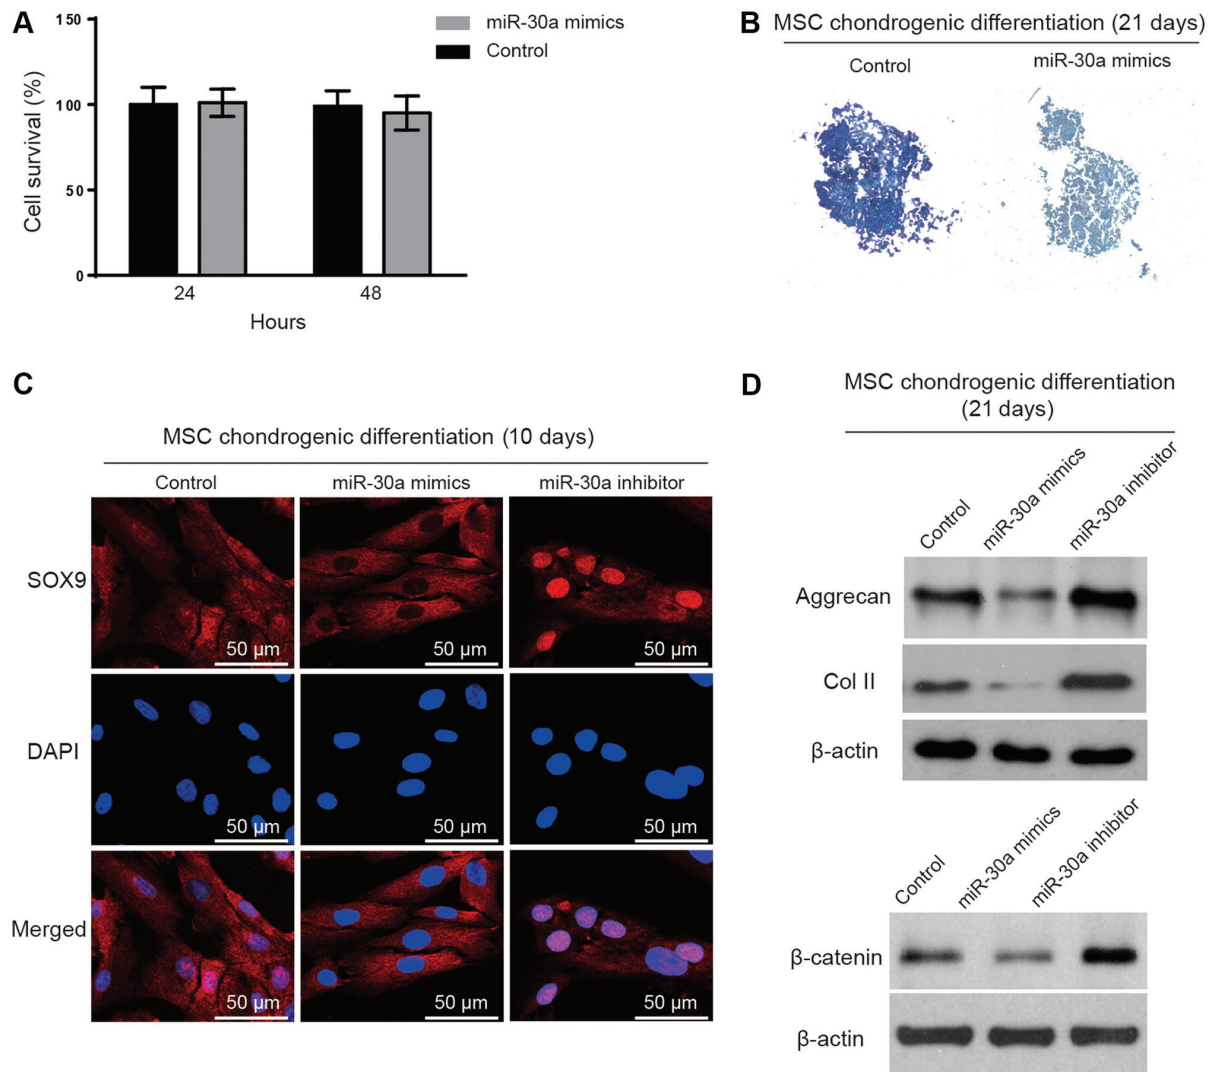 A
150
100
50
0
Cell survival (%)
24
48
Hours
miR-30a mimics
Control
B
MSC chondrogenic differentiation (21 days)
Control
miR-30a mimics
C
MSC chondrogenic differentiation (10 days)
Control
miR-30a mimics
miR-30a inhibitor
SOX9
50 µm
50 µm
50 µm
DAPI
50 µm
50 µm
50 µm
Merged
50 µm
50 µm
50 µm
D
MSC chondrogenic differentiation
(21 days)
Control
miR-30a mimics
miR-30a inhibitor
Aggrecan
Col II
β-actin
Control
miR-30a mimics
miR-30a inhibitor
β-catenin
β-actin